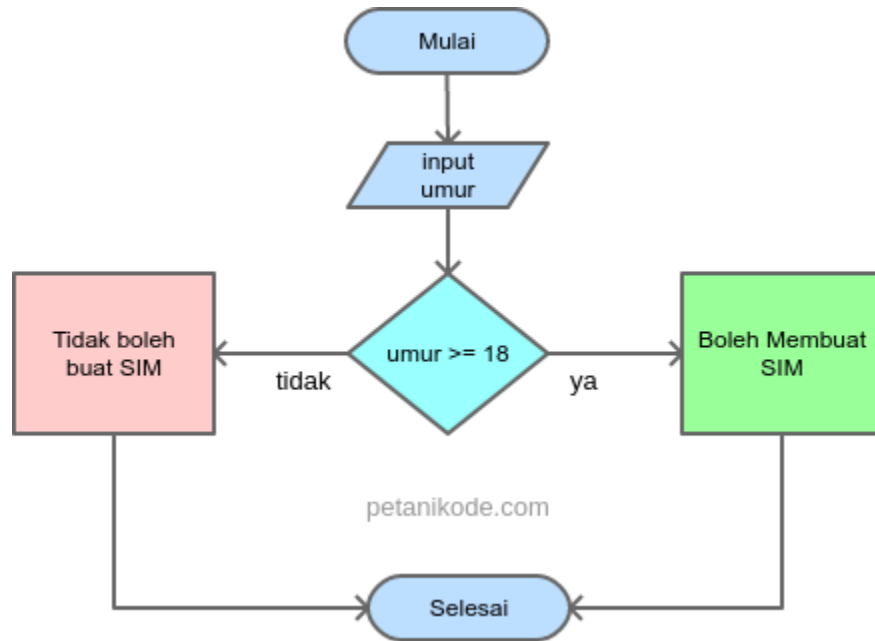 Mulai
input
umur
umur >= 18
Tidak boleh
buat SIM
tidak
ya
Boleh Membuat
SIM
petanikode.com
Selesai